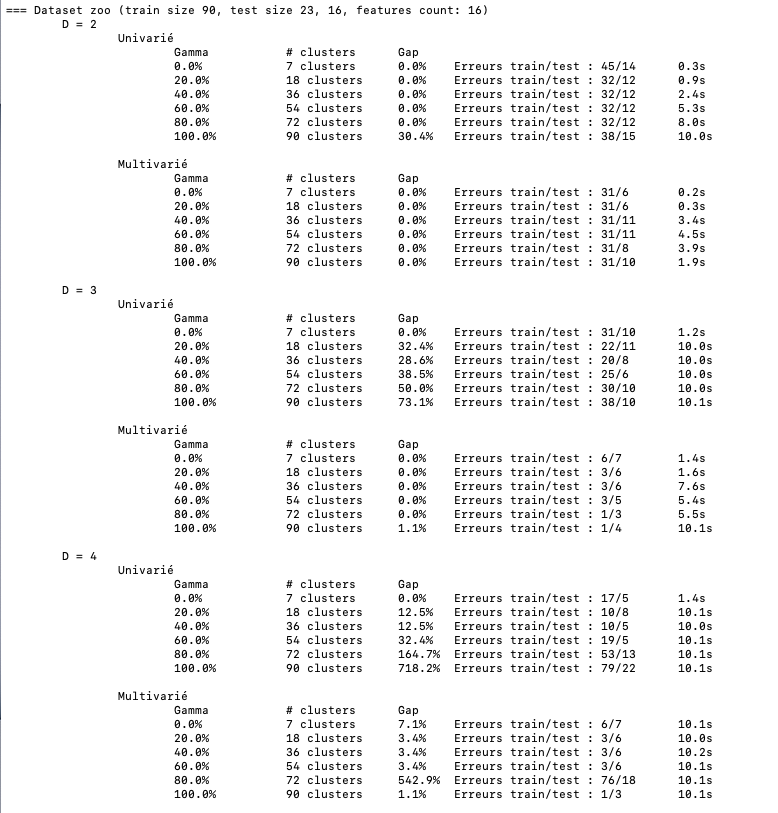 === Dataset zoo (train size 90, test size 23, 16, features count: 16)
D = 2
Univarié
Gamma # clusters Gap
0.0% 7 clusters 0.0% Erreurs train/test : 45/14 0.3s
20.0% 18 clusters 0.0% Erreurs train/test : 32/12 0.9s
40.0% 36 clusters 0.0% Erreurs train/test : 32/12 2.4s
60.0% 54 clusters 0.0% Erreurs train/test : 32/12 5.3s
80.0% 72 clusters 0.0% Erreurs train/test : 32/12 8.0s
100.0% 90 clusters 30.4% Erreurs train/test : 38/15 10.0s
Multivarié
Gamma # clusters Gap
0.0% 7 clusters 0.0% Erreurs train/test : 31/6 0.2s
20.0% 18 clusters 0.0% Erreurs train/test : 31/6 0.3s
40.0% 36 clusters 0.0% Erreurs train/test : 31/11 3.4s
60.0% 54 clusters 0.0% Erreurs train/test : 31/11 4.5s
80.0% 72 clusters 0.0% Erreurs train/test : 31/8 3.9s
100.0% 90 clusters 0.0% Erreurs train/test : 31/10 1.9s
D = 3
Univarié
Gamma # clusters Gap
0.0% 7 clusters 0.0% Erreurs train/test : 31/10 1.2s
20.0% 18 clusters 32.4% Erreurs train/test : 22/11 10.0s
40.0% 36 clusters 28.6% Erreurs train/test : 20/8 10.0s
60.0% 54 clusters 38.5% Erreurs train/test : 25/6 10.0s
80.0% 72 clusters 50.0% Erreurs train/test : 30/10 10.0s
100.0% 90 clusters 73.1% Erreurs train/test : 38/10 10.1s
Multivarié
Gamma # clusters Gap
0.0% 7 clusters 0.0% Erreurs train/test : 6/7 1.4s
20.0% 18 clusters 0.0% Erreurs train/test : 3/6 1.6s
40.0% 36 clusters 0.0% Erreurs train/test : 3/6 7.6s
60.0% 54 clusters 0.0% Erreurs train/test : 3/5 5.4s
80.0% 72 clusters 0.0% Erreurs train/test : 1/3 5.5s
100.0% 90 clusters 1.1% Erreurs train/test : 1/4 10.1s
D = 4
Univarié
Gamma # clusters Gap
0.0% 7 clusters 0.0% Erreurs train/test : 17/5 1.4s
20.0% 18 clusters 12.5% Erreurs train/test : 10/8 10.1s
40.0% 36 clusters 12.5% Erreurs train/test : 10/5 10.0s
60.0% 54 clusters 32.4% Erreurs train/test : 19/5 10.1s
80.0% 72 clusters 164.7% Erreurs train/test : 53/13 10.1s
100.0% 90 clusters 718.2% Erreurs train/test : 79/22 10.1s
Multivarié
Gamma # clusters Gap
0.0% 7 clusters 7.1% Erreurs train/test : 6/7 10.1s
20.0% 18 clusters 3.4% Erreurs train/test : 3/6 10.0s
40.0% 36 clusters 3.4% Erreurs train/test : 3/6 10.2s
60.0% 54 clusters 3.4% Erreurs train/test : 3/6 10.1s
80.0% 72 clusters 542.9% Erreurs train/test : 76/18 10.1s
100.0% 90 clusters 1.1% Erreurs train/test : 1/3 10.1s